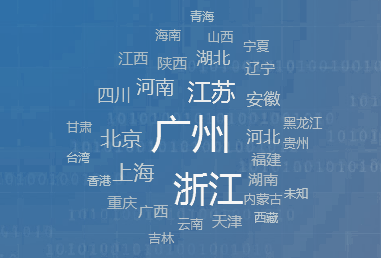 青海
海南 山西
宁夏
江西 陕西 湖北
辽宁
四川 河南 江苏 安徽
甘肃 北京 广州 河北 黑龙江
贵州
台湾 福建
香港 上海 浙江 湖南
内蒙古 未知
重庆 广西 西藏
云南 天津
吉林